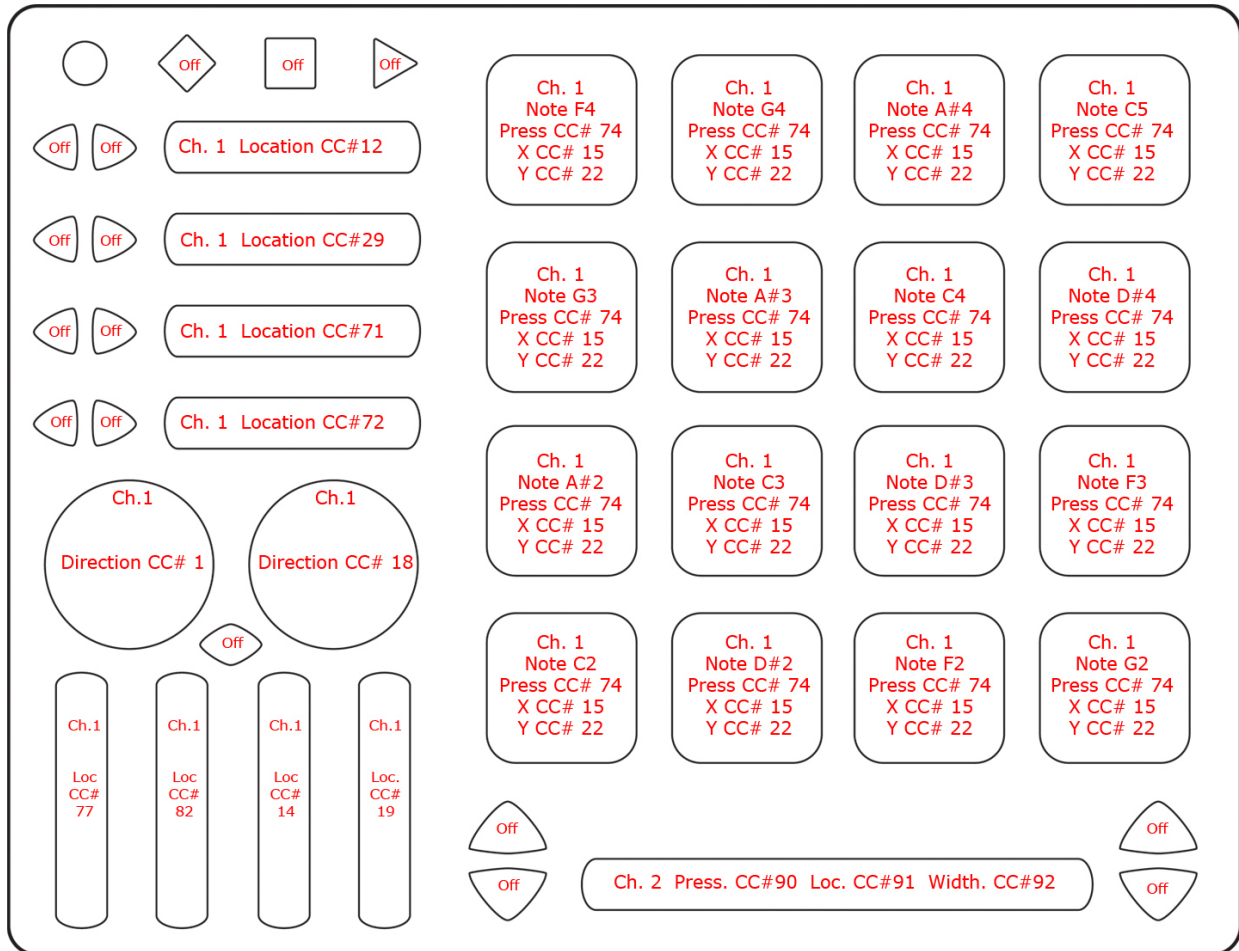 Off
Off
Off
Off
Off
Ch. 1  Location CC#12
Off
Off
Ch. 1  Location CC#29
Off
Off
Ch. 1  Location CC#71
Off
Off
Ch. 1  Location CC#72
Ch.1
Direction CC# 1
Ch.1
Direction CC# 18
Off
Ch.1
Loc
CC#
77
Ch.1
Loc
CC#
82
Ch.1
Loc
CC#
14
Ch.1
Loc.
CC#
19
Ch. 1
Note F4
Press CC# 74
X CC# 15
Y CC# 22
Ch. 1
Note G4
Press CC# 74
X CC# 15
Y CC# 22
Ch. 1
Note A#4
Press CC# 74
X CC# 15
Y CC# 22
Ch. 1
Note C5
Press CC# 74
X CC# 15
Y CC# 22
Ch. 1
Note G3
Press CC# 74
X CC# 15
Y CC# 22
Ch. 1
Note A#3
Press CC# 74
X CC# 15
Y CC# 22
Ch. 1
Note C4
Press CC# 74
X CC# 15
Y CC# 22
Ch. 1
Note D#4
Press CC# 74
X CC# 15
Y CC# 22
Ch. 1
Note A#2
Press CC# 74
X CC# 15
Y CC# 22
Ch. 1
Note C3
Press CC# 74
X CC# 15
Y CC# 22
Ch. 1
Note D#3
Press CC# 74
X CC# 15
Y CC# 22
Ch. 1
Note F3
Press CC# 74
X CC# 15
Y CC# 22
Ch. 1
Note C2
Press CC# 74
X CC# 15
Y CC# 22
Ch. 1
Note D#2
Press CC# 74
X CC# 15
Y CC# 22
Ch. 1
Note F2
Press CC# 74
X CC# 15
Y CC# 22
Ch. 1
Note G2
Press CC# 74
X CC# 15
Y CC# 22
Off
Off
Ch. 2  Press. CC#90  Loc. CC#91  Width. CC#92
Off
Off